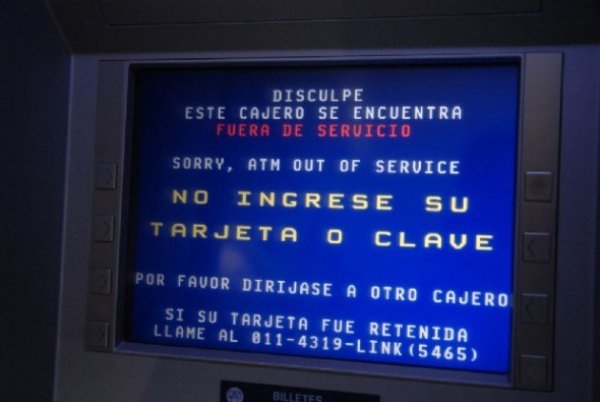 DISCULPE
ESTE CAJERO SE ENCUENTRA
FUERA DE SERVICIO
SORRY, ATM OUT OF SERVICE
NO INGRESE SU
TARJETA O CLAVE
POR FAVOR DIRIJASE A OTRO CAJERO
SI SU TARJETA FUE RETENIDA
LLAME AL 011-4319-LINK(5465)
BILLETES